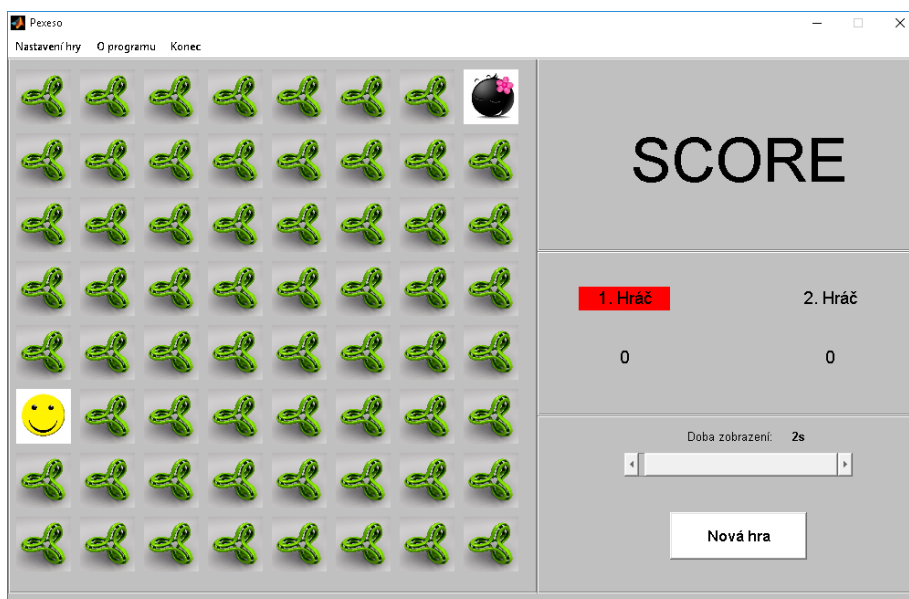 Pexeso
Nastavení hry O programu Konec
SCORE
1. Hráč 2. Hráč
0 0
Doba zobrazení: 2s
Nová hra